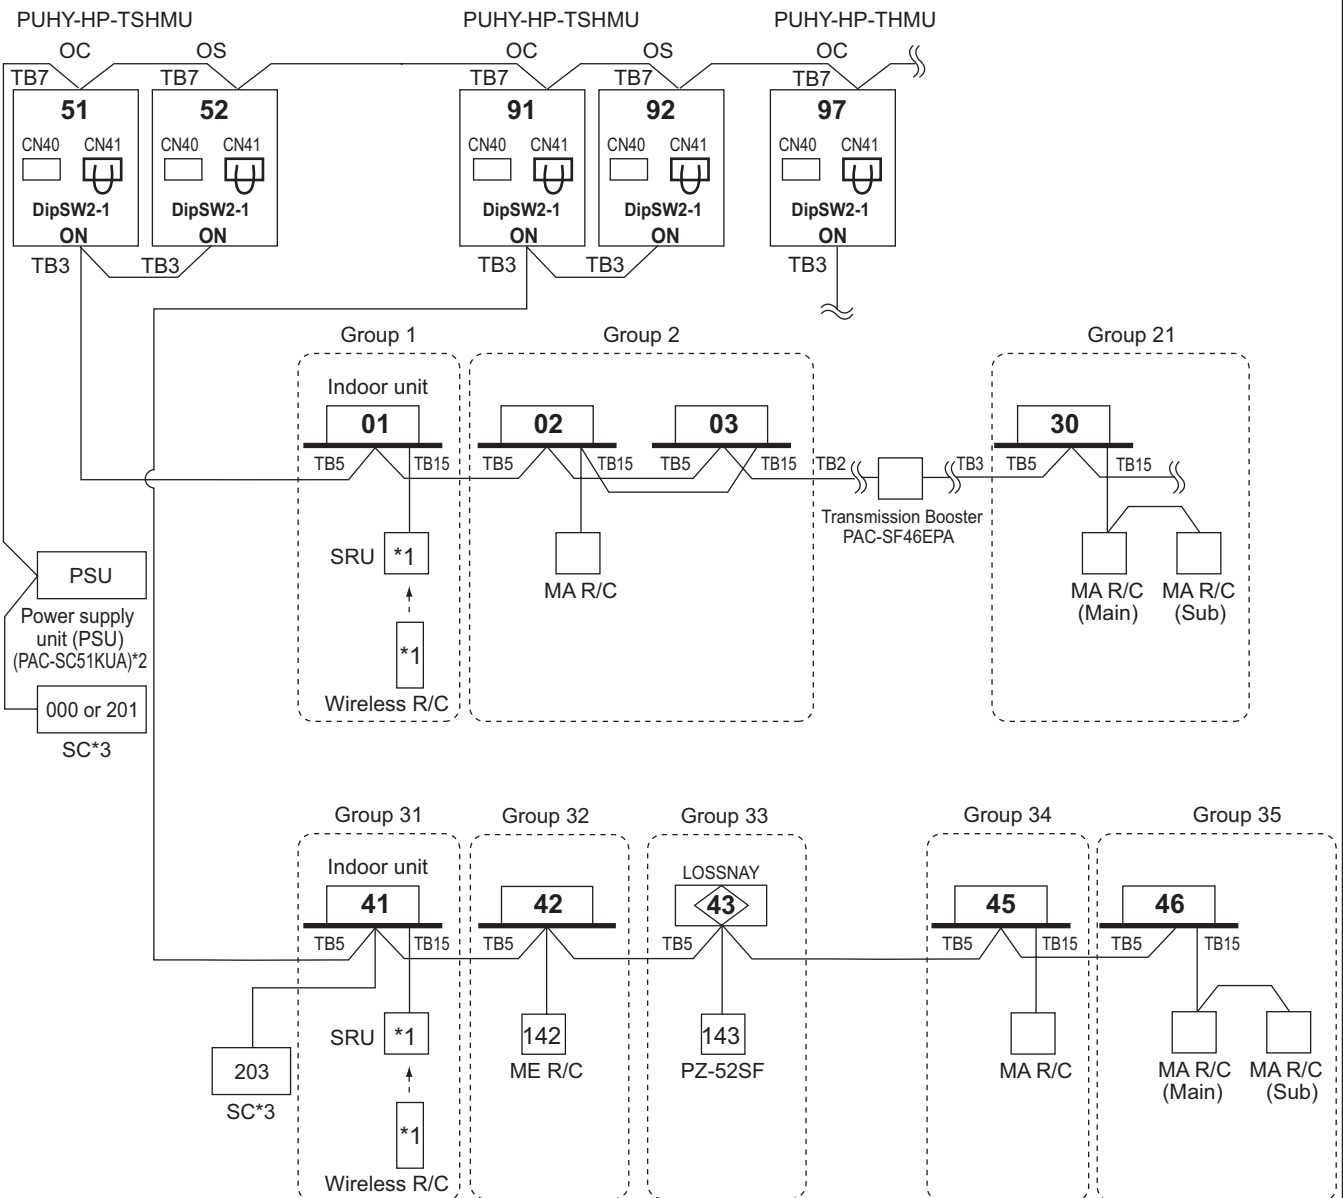 PUHY-HP-TSHMU PUHY-HP-TSHMU PUHY-HP-THMU
OC OS OC OS OC
TB7 TB7 TB7 TB7 TB7
51 52 91 92 97
CN40 CN41 CN40 CN41 CN40 CN41 CN40 CN41 CN40 CN41
DipSW2-1 DipSW2-1 DipSW2-1 DipSW2-1 DipSW2-1
ON ON ON ON ON
TB3 TB3 TB3 TB3 TB3
Group 1 Group 2 Group 21
Indoor unit
01 02 03 30
TB5 TB15 TB5 TB15 TB5 TB15 TB2 TB3 TB5 TB15
Transmission Booster
PAC-SF46EPA
SRU *1
MA R/C
MA R/C
(Main)
MA R/C
(Sub)
*1
Wireless R/C
PSU
Power supply
unit (PSU)
(PAC-SC51KUA)*2
000 or 201
SC*3
Group 31 Group 32 Group 33 Group 34 Group 35
Indoor unit
LOSSNAY
41 42 43 45 46
TB5 TB15 TB5 TB5 TB5 TB15 TB5 TB15
SRU *1
142
ME R/C
143
PZ-52SF
MA R/C
MA R/C
(Main)
MA R/C
(Sub)
203
SC*3
*1
Wireless R/C